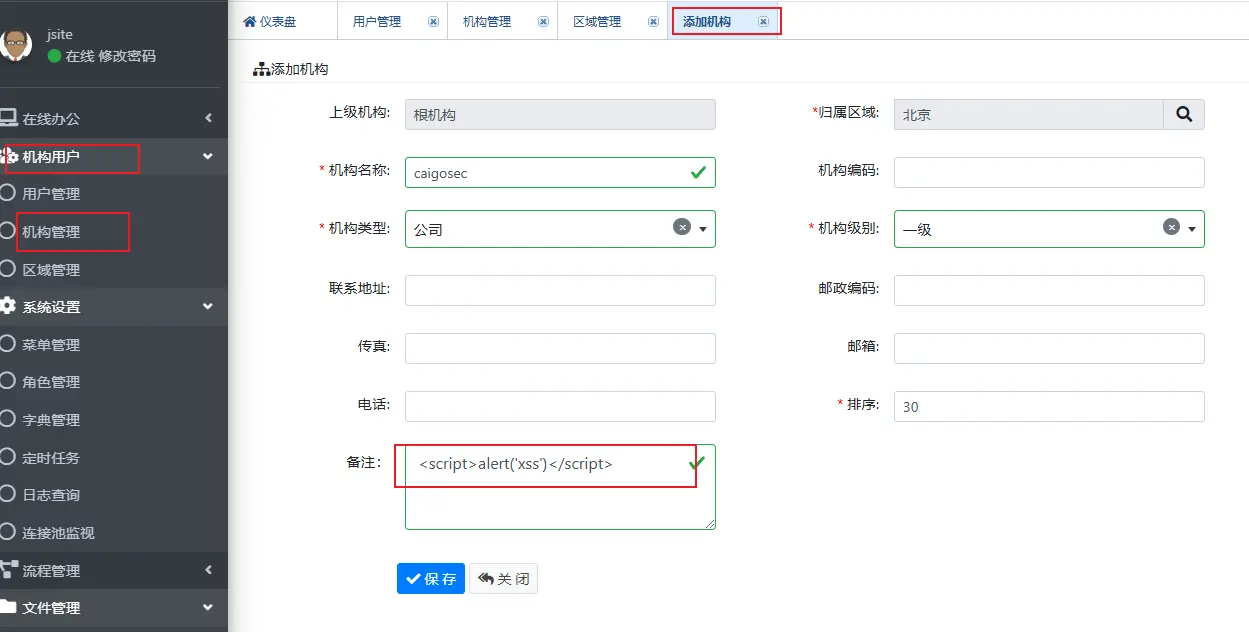 jsite
在线 修改密码
在线办公
机构用户
用户管理
机构管理
区域管理
系统设置
菜单管理
角色管理
字典管理
定时任务
日志查询
连接池监视
流程管理
文件管理
仪表盘 用户管理 机构管理 区域管理 添加机构
添加机构
上级机构: 根机构 *归属区域: 北京
* 机构名称: caigosec 机构编码:
* 机构类型: 公司 * 机构级别: 一级
联系地址: 邮政编码:
传真: 邮箱:
电话: * 排序: 30
备注: <script>alert('xss')</script>
保 存 关 闭